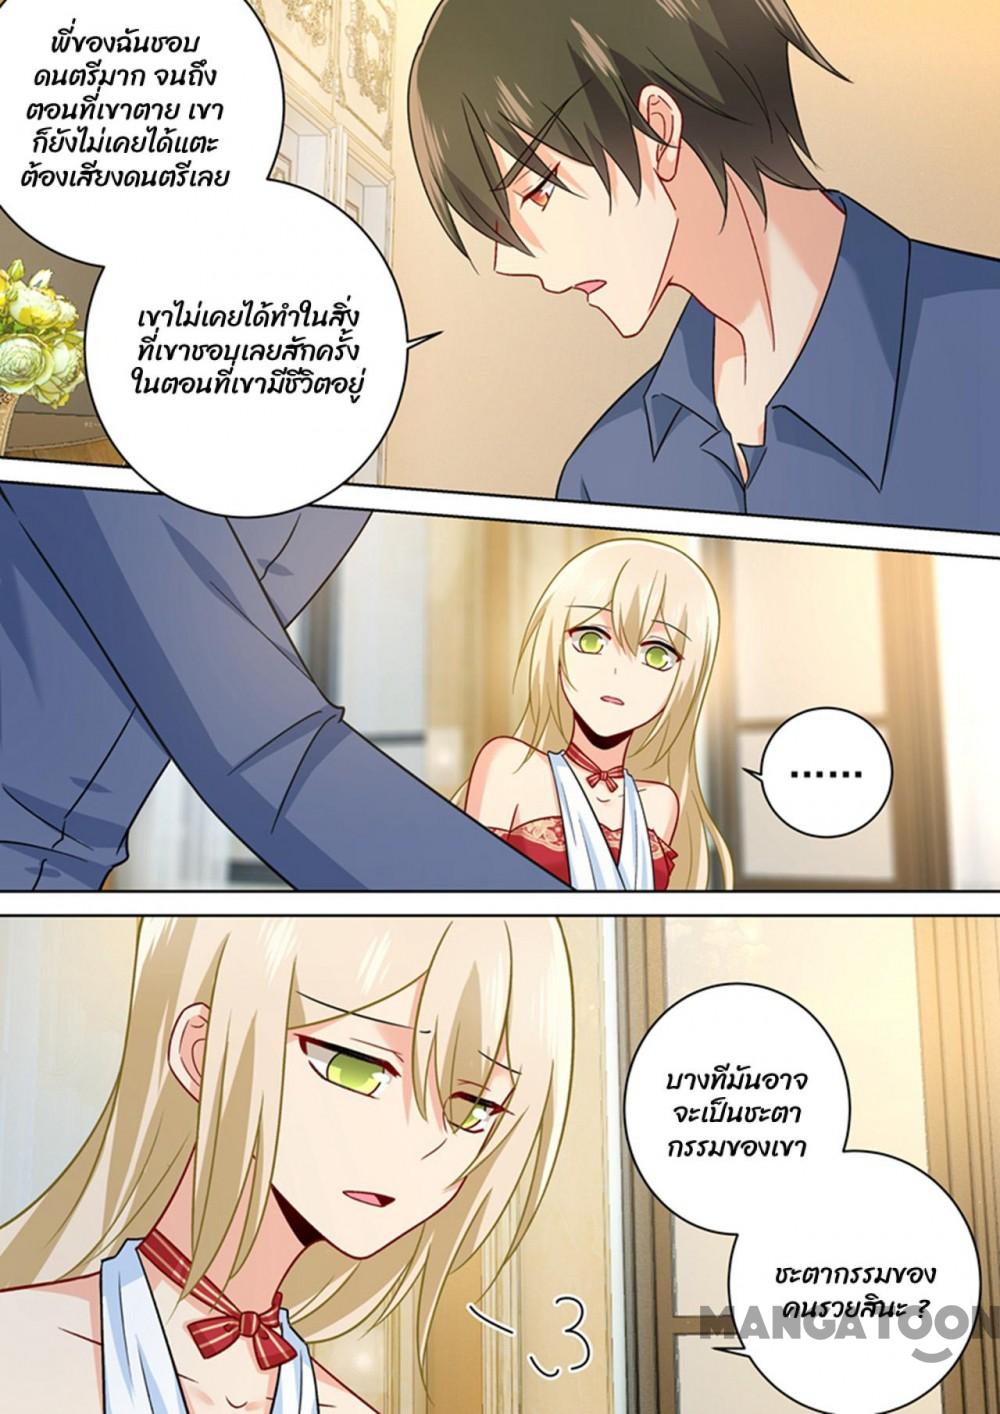 พี่ของฉันชอบ
ดนตรีมาก จนถึง
ตอนที่เขาตาย เขา
ก็ยังไม่เคยได้แตะ
ต้องเสียงดนตรีเลย
เขาไม่เคยได้ทำในสิ่ง
ที่เขาชอบเลยสักครั้ง
ในตอนที่เขามีชีวิตอยู่
......
บางทีมันอาจ
จะเป็นชะตา
กรรมของเขา
ชะตากรรมของ
คนรวยสินะ ?
MANGATOON